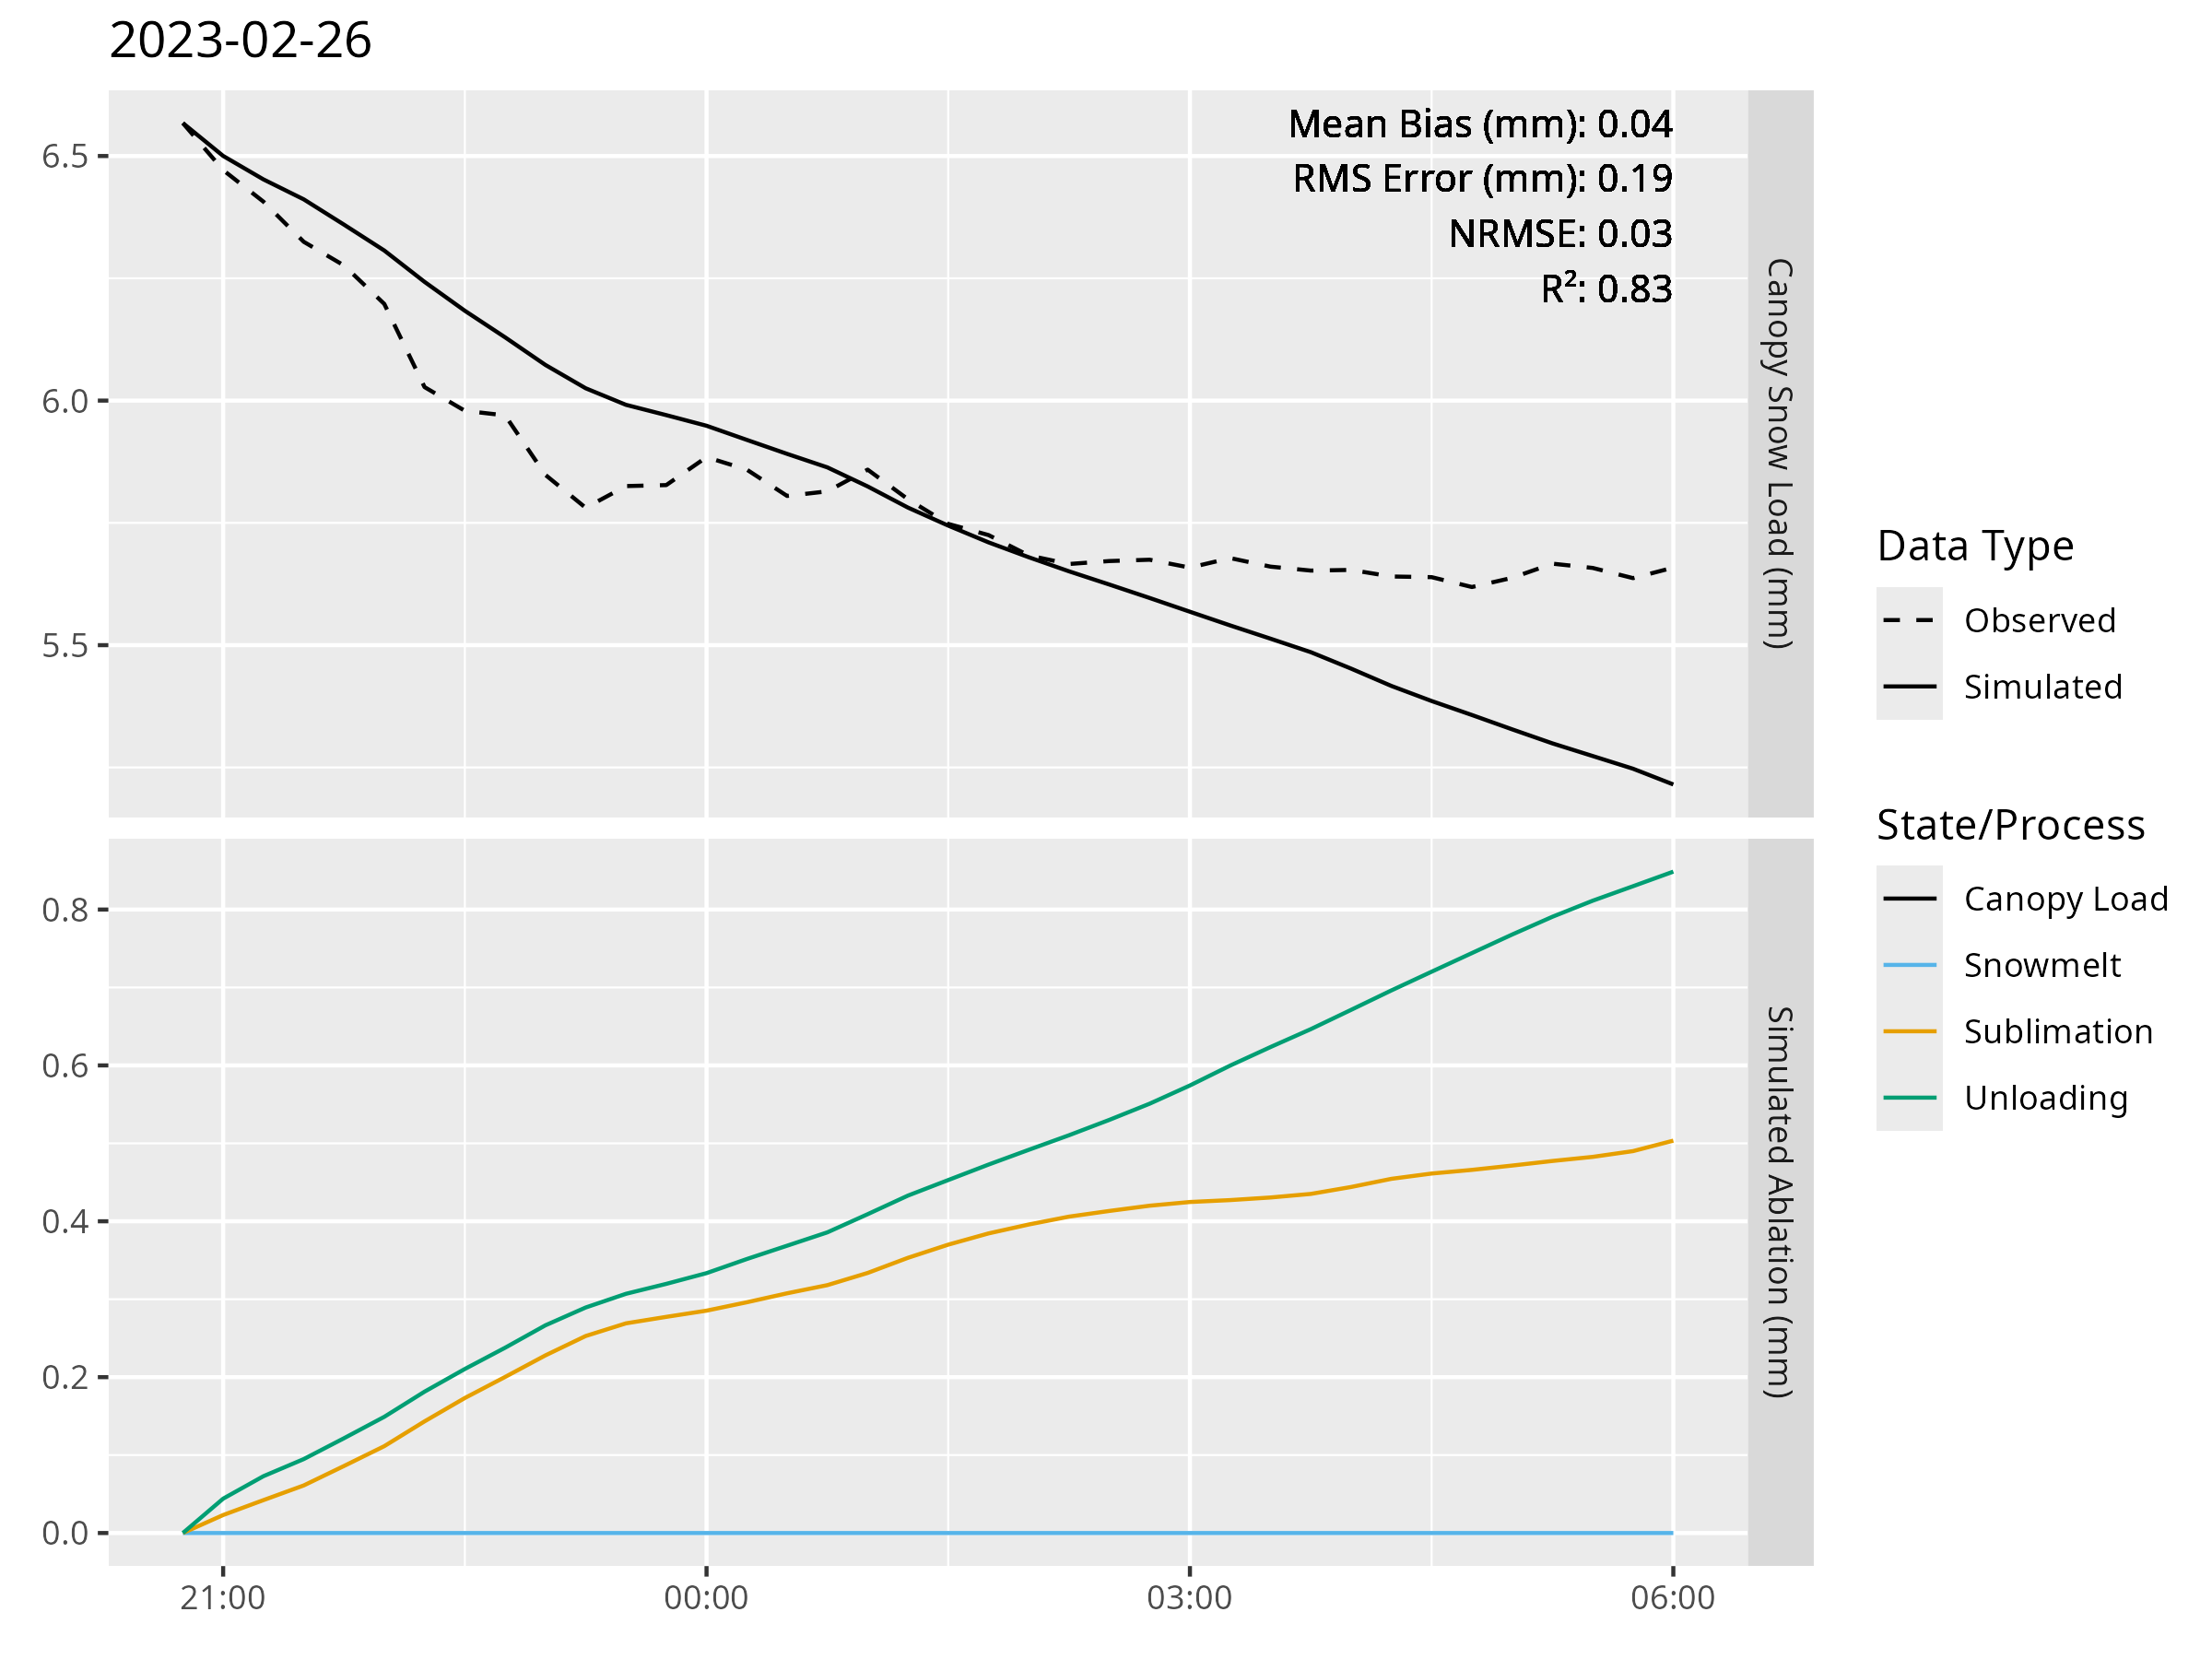 2023-02-26
Mean Bias (mm): 0.04
RMS Error (mm): 0.19
NRMSE: 0.03
R²: 0.83
6.5
6.0
5.5
Canopy Snow Load (mm)
0.8
0.6
0.4
0.2
0.0
Simulated Ablation (mm)
21:00
00:00
03:00
06:00
Data Type
Observed
Simulated
State/Process
Canopy Load
Snowmelt
Sublimation
Unloading